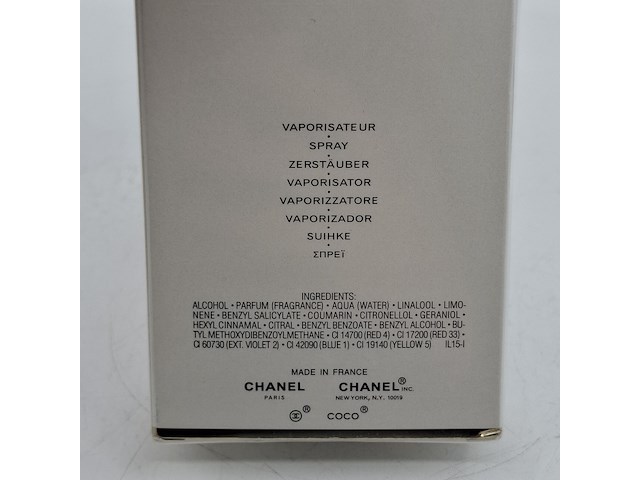 VAPORISATEUR
•
SPRAY
•
ZERSTÄUBER
•
VAPORISATOR
•
VAPORIZZATORE
•
VAPORIZADOR
•
SUIHKE
•
ΣΠΡΕΪ
INGREDIENTS:
ALCOHOL • PARFUM (FRAGRANCE) • AQUA (WATER) • LINALOOL • LIMO-
NENE • BENZYL SALICYLATE • COUMARIN • CITRONELLOL • GERANIOL •
HEXYL CINNAMAL • CITRAL • BENZYL BENZOATE • BENZYL ALCOHOL • BU-
TYL METHOXYDIBENZOYLMETHANE • CI 14700 (RED 4) • CI 17200 (RED 33) •
CI 60730 (EXT. VIOLET 2) • CI 42090 (BLUE 1) • CI 19140 (YELLOW 5) IL15-I
MADE IN FRANCE
CHANEL CHANEL® INC.
PARIS NEW YORK, N.Y. 10019
® COCO®